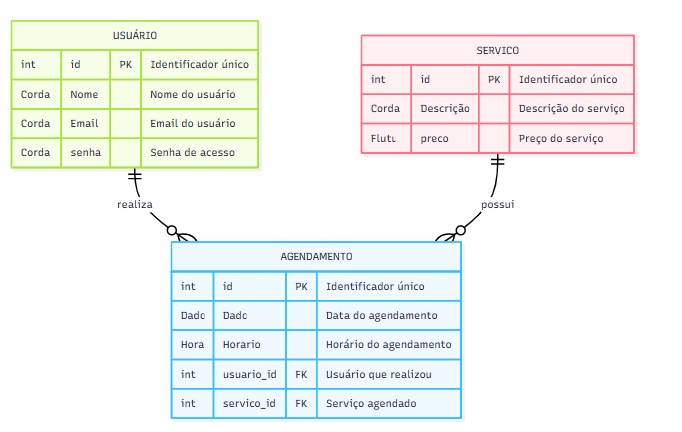 USUÁRIO
int id PK Identificador único
Corda Nome Nome do usuário
Corda Email Email do usuário
Corda senha Senha de acesso
SERVICO
int id PK Identificador único
Corda Descrição Descrição do serviço
Flutu preco Preço do serviço
realiza
possui
AGENDAMENTO
int id PK Identificador único
Dado Dado Data do agendamento
Hora Horario Horário do agendamento
int usuario_id FK Usuário que realizou
int servico_id FK Serviço agendado